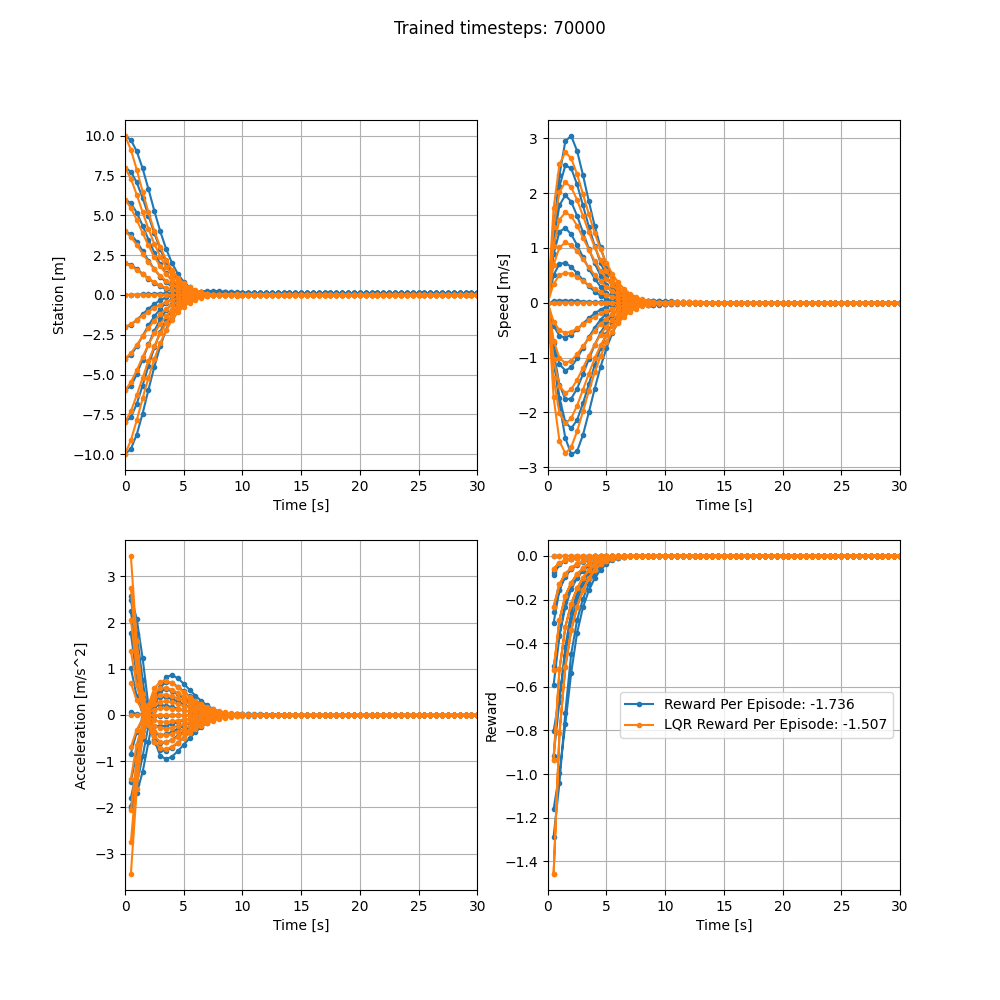 Trained timesteps: 70000
10.0
7.5
5.0
2.5
0.0
−2.5
−5.0
−7.5
−10.0
Station [m]
0 5 10 15 20 25 30
Time [s]
3
2
1
0
−1
−2
−3
Speed [m/s]
0 5 10 15 20 25 30
Time [s]
3
2
1
0
−1
−2
−3
Acceleration [m/s^2]
0 5 10 15 20 25 30
Time [s]
0.0
−0.2
−0.4
−0.6
−0.8
−1.0
−1.2
−1.4
Reward
Reward Per Episode: -1.736
LQR Reward Per Episode: -1.507
0 5 10 15 20 25 30
Time [s]